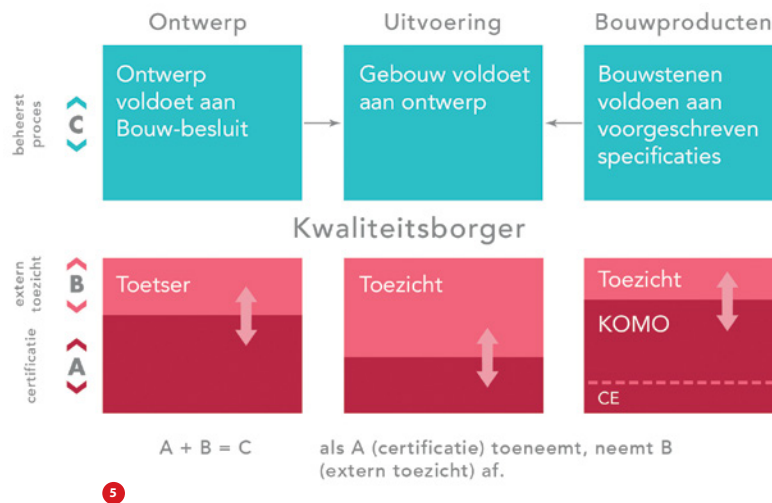 Ontwerp
Uitvoering
Bouwproducten
beheerst
proces
C
Ontwerp
voldoet aan
Bouw-besluit
Gebouw voldoet
aan ontwerp
Bouwstenen
voldoen aan
voorgeschreven
specificaties
Kwaliteitsborger
extern
toezicht
B
certificatie
A
Toetser
Toezicht
Toezicht
KOMO
CE
A + B = C
als A (certificatie) toeneemt, neemt B
(extern toezicht) af.
5